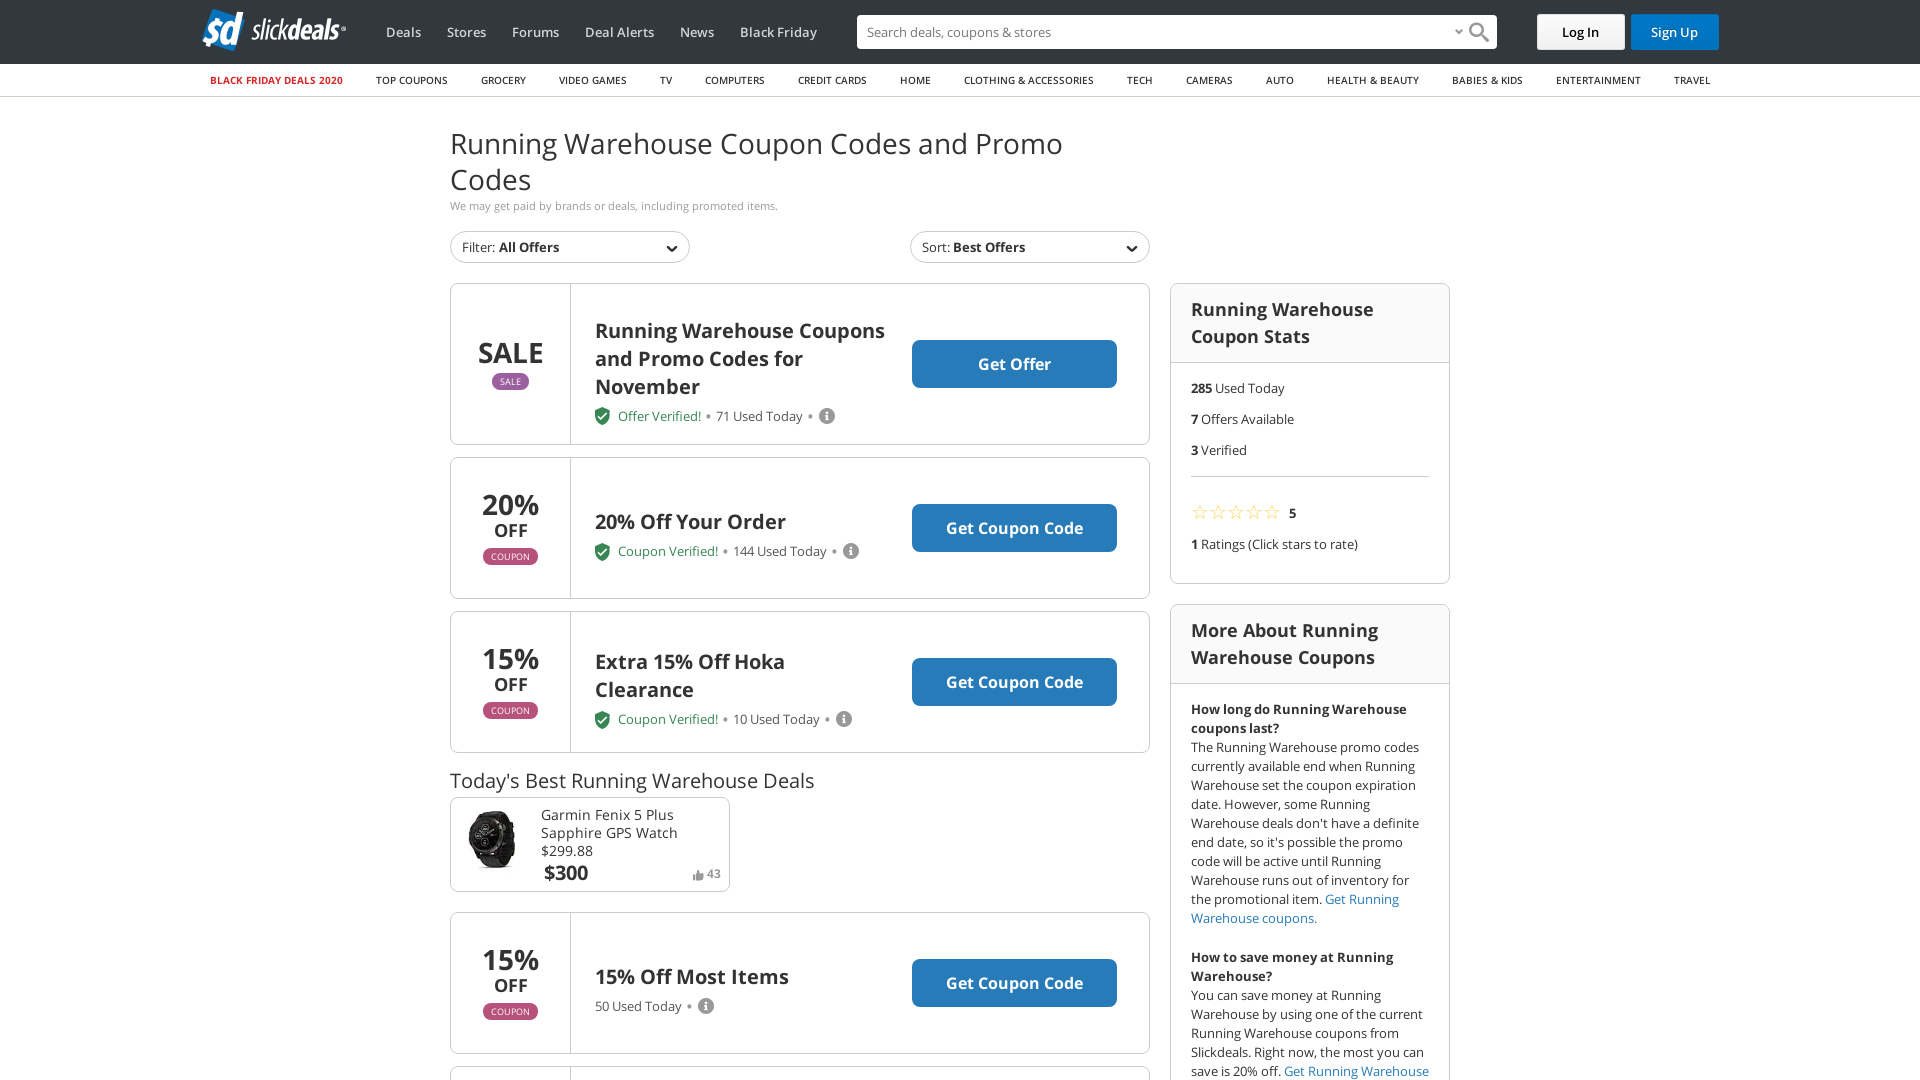 sd slickdeals
Deals
Stores
Forums
Deal Alerts
News
Black Friday
Search deals, coupons & stores
Log In
Sign Up
BLACK FRIDAY DEALS 2020
TOP COUPONS
GROCERY
VIDEO GAMES
TV
COMPUTERS
CREDIT CARDS
HOME
CLOTHING & ACCESSORIES
TECH
CAMERAS
AUTO
HEALTH & BEAUTY
BABIES & KIDS
ENTERTAINMENT
TRAVEL
Running Warehouse Coupon Codes and Promo
Codes
We may get paid by brands or deals, including promoted items.
Filter: All Offers
Sort: Best Offers
SALE
SALE
Running Warehouse Coupons
and Promo Codes for
November
Offer Verified! • 71 Used Today •
Get Offer
20%
OFF
COUPON
20% Off Your Order
Coupon Verified! • 144 Used Today •
Get Coupon Code
15%
OFF
COUPON
Extra 15% Off Hoka
Clearance
Coupon Verified! • 10 Used Today •
Get Coupon Code
Today's Best Running Warehouse Deals
Garmin Fenix 5 Plus
Sapphire GPS Watch
$299.88
$300
43
15%
OFF
COUPON
15% Off Most Items
50 Used Today •
Get Coupon Code
Running Warehouse
Coupon Stats
285 Used Today
7 Offers Available
3 Verified
☆☆☆☆☆ 5
1 Ratings (Click stars to rate)
More About Running
Warehouse Coupons
How long do Running Warehouse
coupons last?
The Running Warehouse promo codes
currently available end when Running
Warehouse set the coupon expiration
date. However, some Running
Warehouse deals don't have a definite
end date, so it's possible the promo
code will be active until Running
Warehouse runs out of inventory for
the promotional item. Get Running
Warehouse coupons.
How to save money at Running
Warehouse?
You can save money at Running
Warehouse by using one of the current
Running Warehouse coupons from
Slickdeals. Right now, the most you can
save is 20% off. Get Running Warehouse